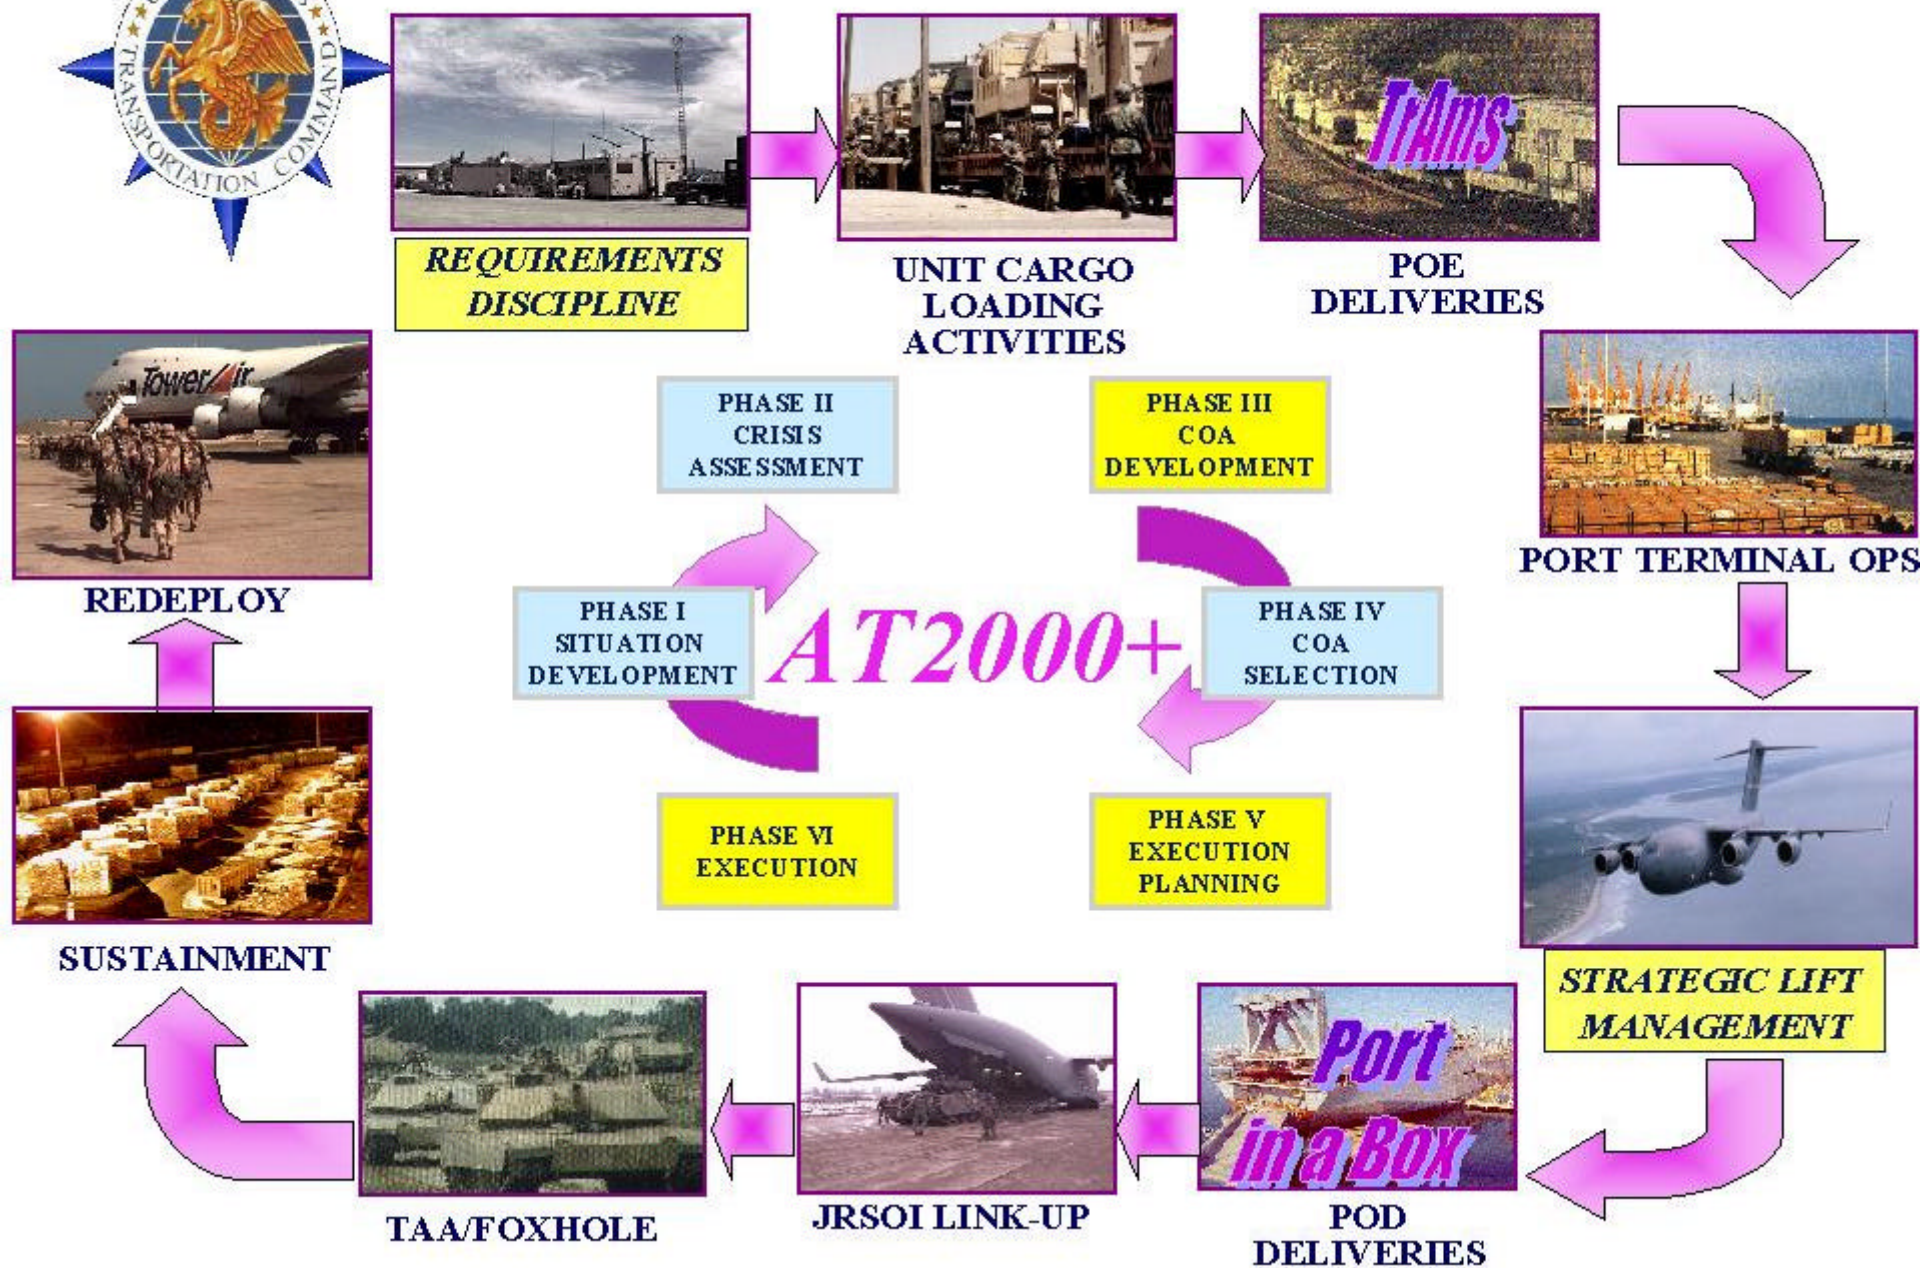 TRANSPORTATION COMMAND
TrAms
REQUIREMENTS
DISCIPLINE
UNIT CARGO
LOADING
ACTIVITIES
POE
DELIVERIES
Tower Air
REDEPLOY
PHASE II
CRISIS
ASSESSMENT
PHASE III
COA
DEVELOPMENT
PORT TERMINAL OPS
PHASE I
SITUATION
DEVELOPMENT
AT2000+
PHASE IV
COA
SELECTION
PHASE VI
EXECUTION
PHASE V
EXECUTION
PLANNING
SUSTAINMENT
STRATEGIC LIFT
MANAGEMENT
Port
in a Box
TAA/FOXHOLE
JRSOI LINK-UP
POD
DELIVERIES